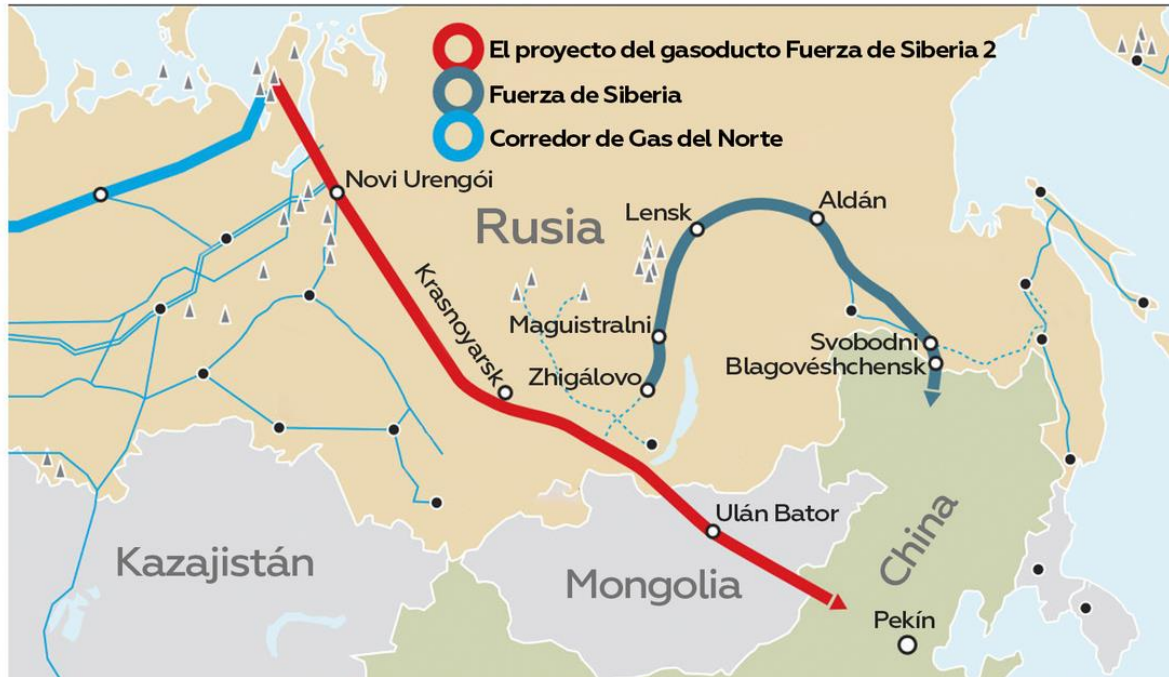 El proyecto del gasoducto Fuerza de Siberia 2
Fuerza de Siberia
Corredor de Gas del Norte
Novi Urengói
Rusia
Lensk
Aldán
Krasnoyarsk
Maguistralni
Svobodni
Zhigálovo
Blagovéshchensk
Ulán Bator
China
Kazajistán
Mongolia
Pekín